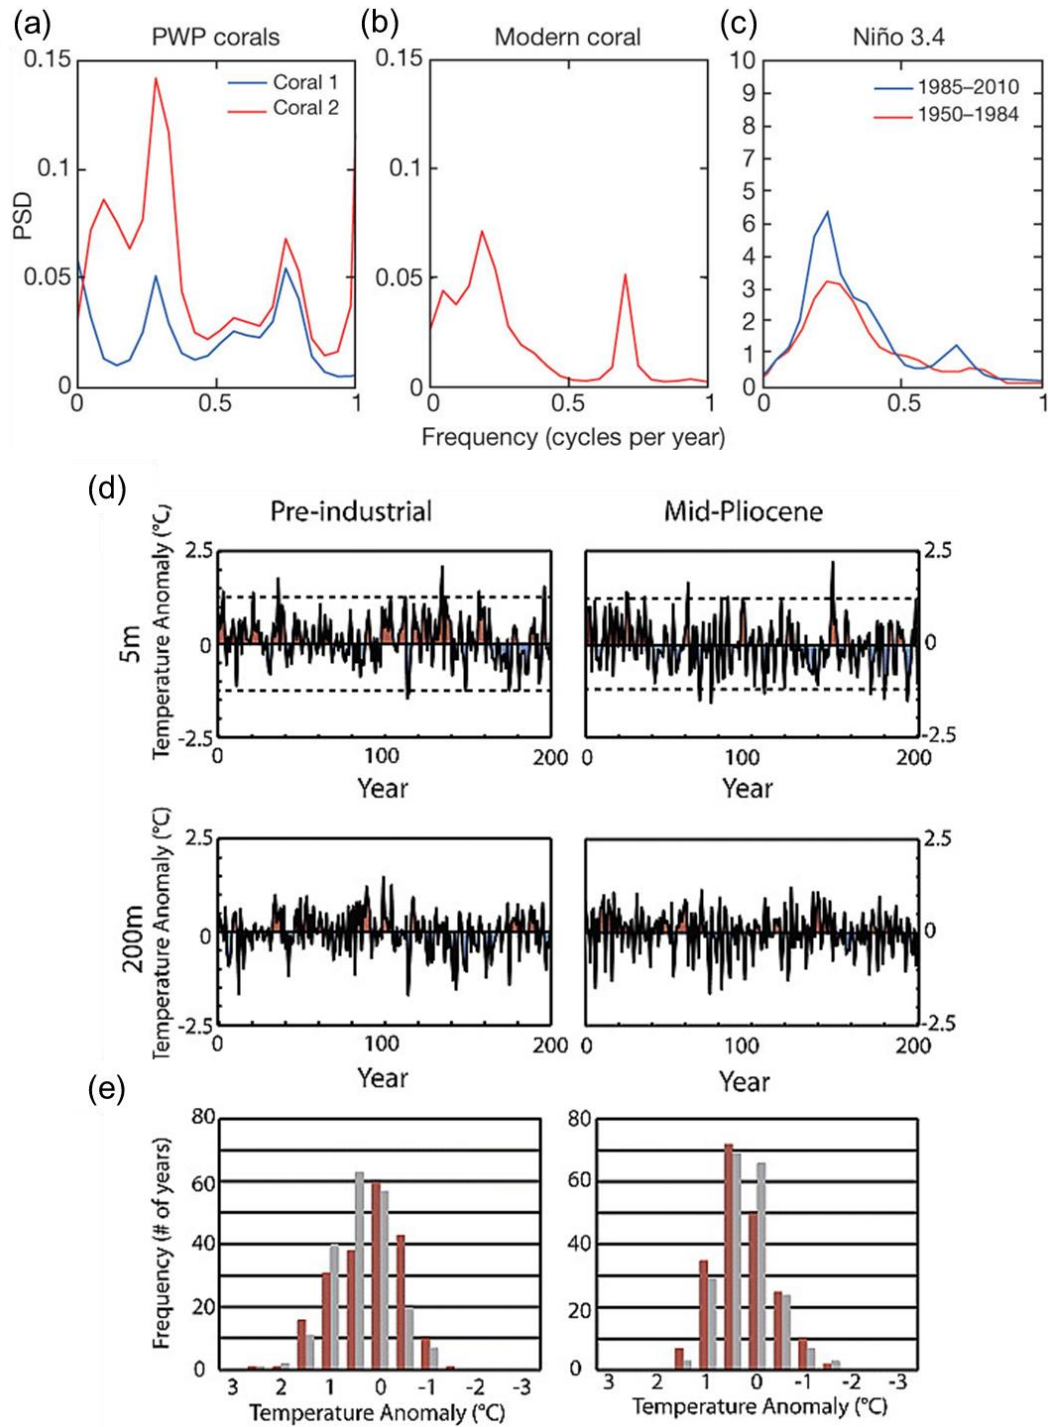 (a) (b) (c)
PWP corals Modern coral Niño 3.4
0.15 0.15 10
Coral 1 9 1985–2010
Coral 2 8 1950–1984
7
0.1 0.1 6
PSD 5
6
0.05 0.05 4
3
2
1
0 0 0
0 0.5 1 0 0.5 1 0 0.5 1
Frequency (cycles per year)
(d)
Pre-industrial Mid-Pliocene
5m Temperature Anomaly (°C)
2.5 2.5
0 0
-2.5 -2.5
0 100 200 0 100 200
Year Year
200m Temperature Anomaly (°C)
2.5 2.5
0 0
-2.5 -2.5
0 100 200 0 100 200
Year Year
(e)
Frequency (# of years)
80 80
60 60
40 40
20 20
0 0
3 2 1 0 -1 -2 -3 3 2 1 0 -1 -2 -3
Temperature Anomaly (°C) Temperature Anomaly (°C)